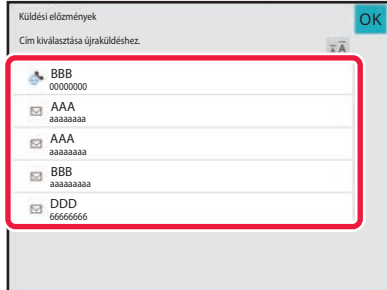 Küldési előzmények
OK
Cím kiválasztása újraküldéshez.
A A
BBB
00000000
AAA
aaaaaaaa
AAA
aaaaaaaa
BBB
aaaaaaaaa
DDD
66666666